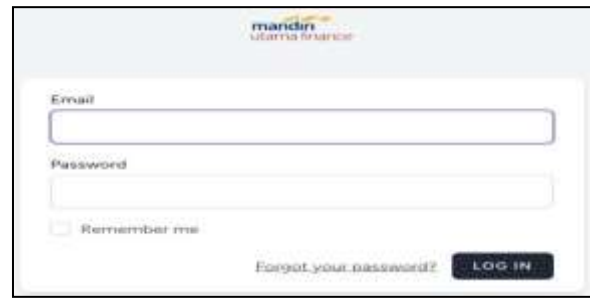 mandiri
utama finance
Email
Password
Remember me
Forgot your password?
LOG IN